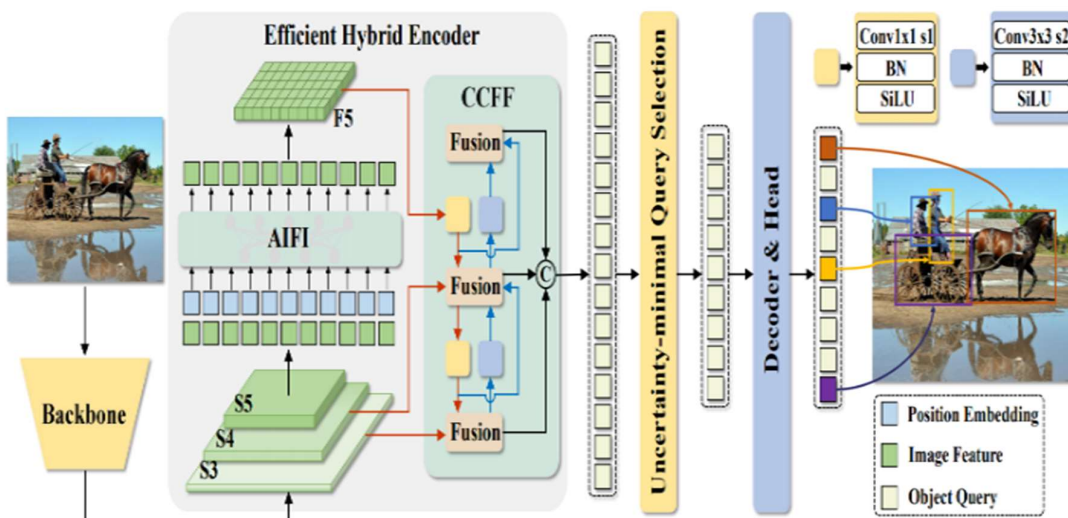 Efficient Hybrid Encoder
F5
CCFF
Fusion
AIFI
Fusion
S5
S4
S3
Fusion
Backbone
C
Uncertainty-minimal Query Selection
Decoder & Head
Conv1x1 s1
BN
SiLU
Conv3x3 s2
BN
SiLU
Position Embedding
Image Feature
Object Query